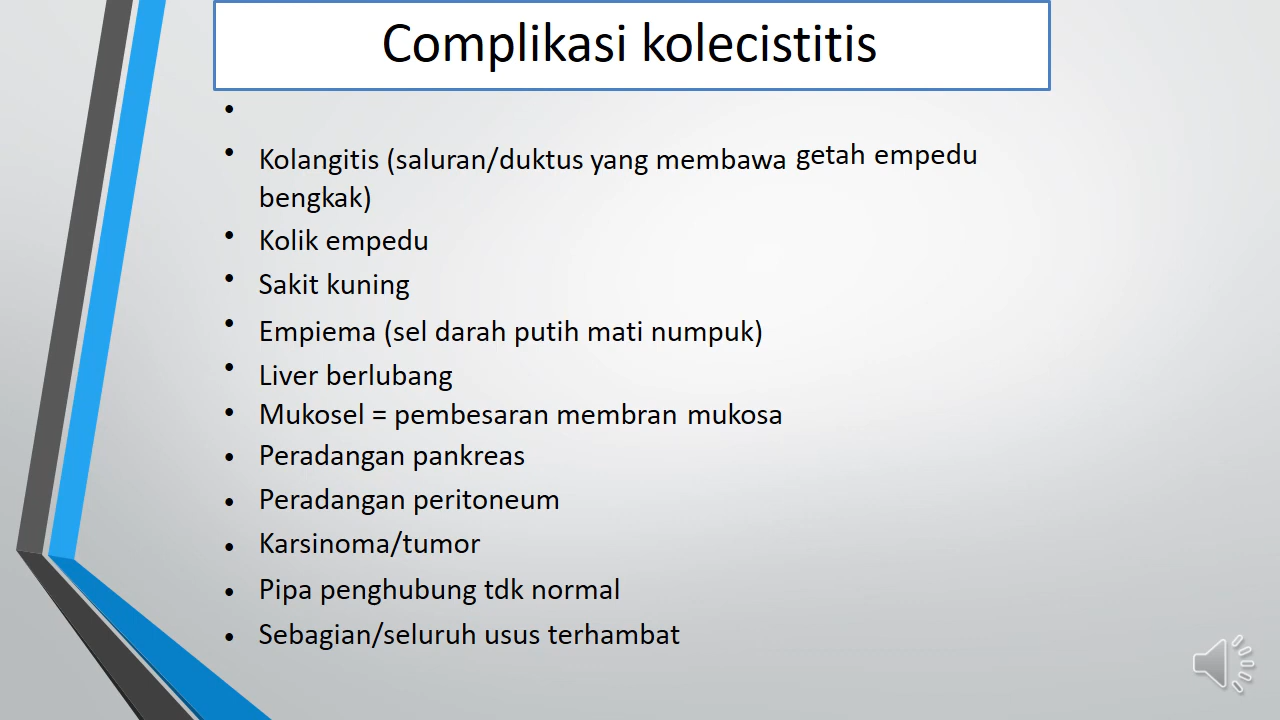 Complikasi kolecistitis
•
• Kolangitis (saluran/duktus yang membawa getah empedu
bengkak)
• Kolik empedu
• Sakit kuning
• Empiema (sel darah putih mati numpuk)
• Liver berlubang
• Mukosel = pembesaran membran mukosa
• Peradangan pankreas
• Peradangan peritoneum
• Karsinoma/tumor
• Pipa penghubung tdk normal
• Sebagian/seluruh usus terhambat